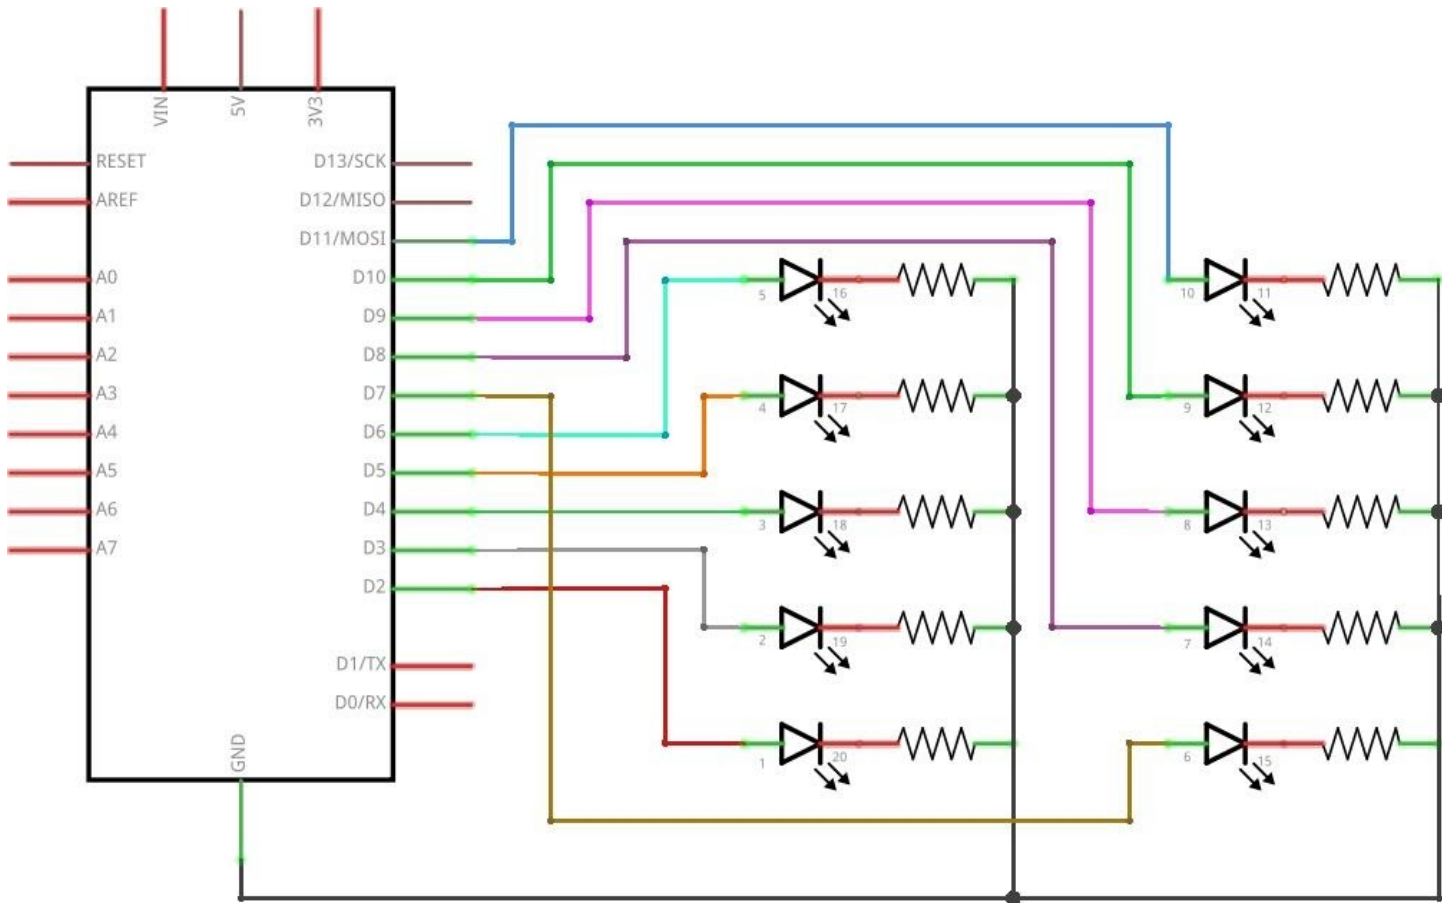 VIN
5V
3V3
RESET
D13/SCK
AREF
D12/MISO
D11/MOSI
A0
D10
5
16
10
11
A1
D9
A2
D8
A3
D7
4
17
9
12
A4
D6
A5
D5
A6
D4
3
18
8
13
A7
D3
D2
2
19
7
14
D1/TX
D0/RX
GND
1
20
6
15